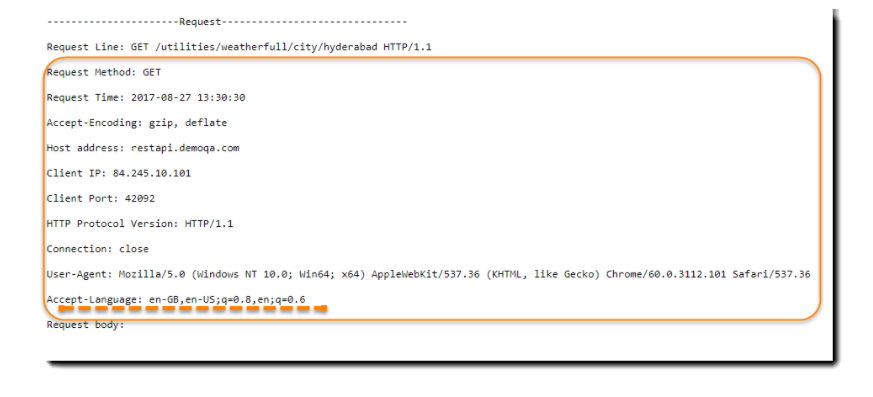 ----------------------Request-------------------------------
Request Line: GET /utilities/weatherfull/city/hyderabad HTTP/1.1
Request Method: GET
Request Time: 2017-08-27 13:30:30
Accept-Encoding: gzip, deflate
Host address: restapi.demoqa.com
Client IP: 84.245.10.101
Client Port: 42092
HTTP Protocol Version: HTTP/1.1
Connection: close
User-Agent: Mozilla/5.0 (Windows NT 10.0; Win64; x64) AppleWebKit/537.36 (KHTML, like Gecko) Chrome/60.0.3112.101 Safari/537.36
Accept-Language: en-GB,en-US;q=0.8,en;q=0.6
Request body: